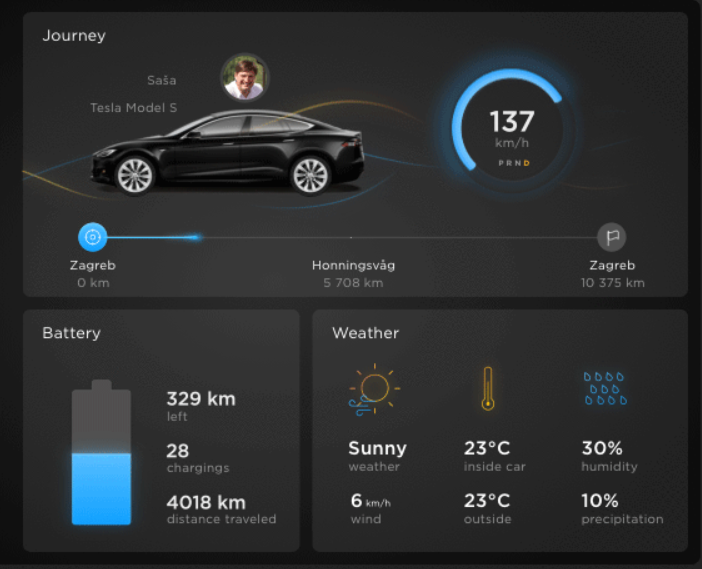 Journey
Saša
Tesla Model S
137
km/h
PRND
Zagreb
0 km
Honningsvåg
5 708 km
Zagreb
10 375 km
Battery
329 km
left
28
chargings
4018 km
distance traveled
Weather
Sunny
weather
23°C
inside car
30%
humidity
6 km/h
wind
23°C
outside
10%
precipitation